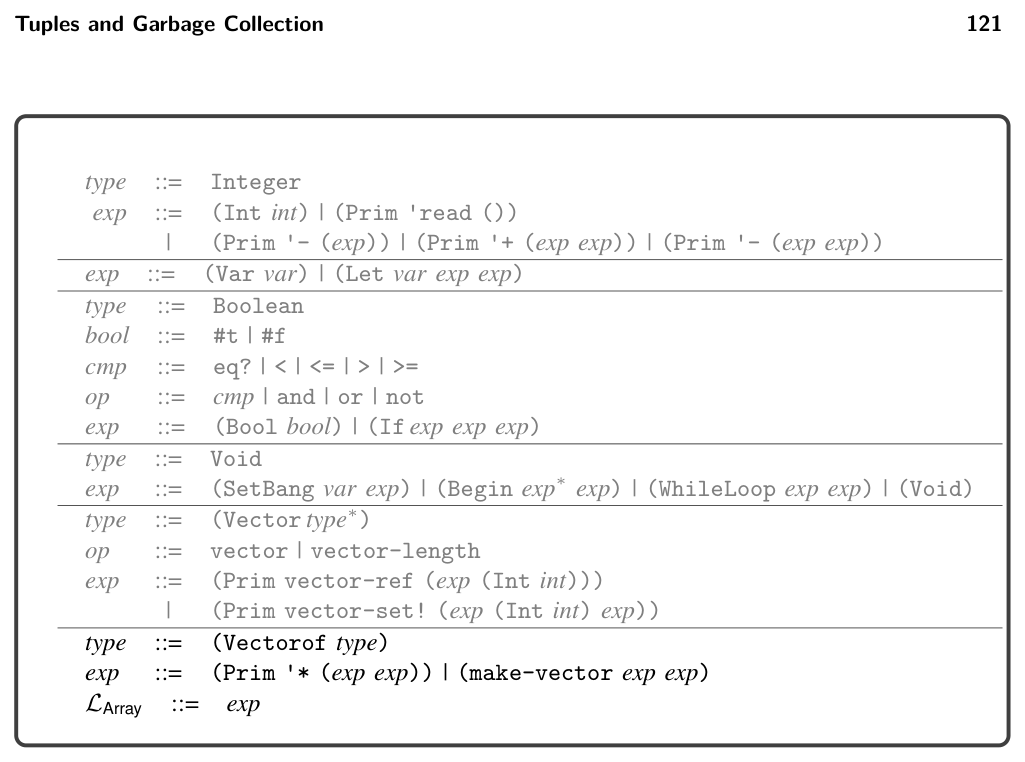 Tuples and Garbage Collection 121
type ::= Integer
exp ::= (Int int) | (Prim 'read ())
| (Prim '- (exp)) | (Prim '+ (exp exp)) | (Prim '- (exp exp))
exp ::= (Var var) | (Let var exp exp)
type ::= Boolean
bool ::= #t | #f
cmp ::= eq? | < | <= | > | >=
op ::= cmp | and | or | not
exp ::= (Bool bool) | (If exp exp exp)
type ::= Void
exp ::= (SetBang var exp) | (Begin exp* exp) | (WhileLoop exp exp) | (Void)
type ::= (Vector type*)
op ::= vector | vector-length
exp ::= (Prim vector-ref (exp (Int int)))
| (Prim vector-set! (exp (Int int) exp))
type ::= (Vectorof type)
exp ::= (Prim '* (exp exp)) | (make-vector exp exp)
ℒArray ::= exp